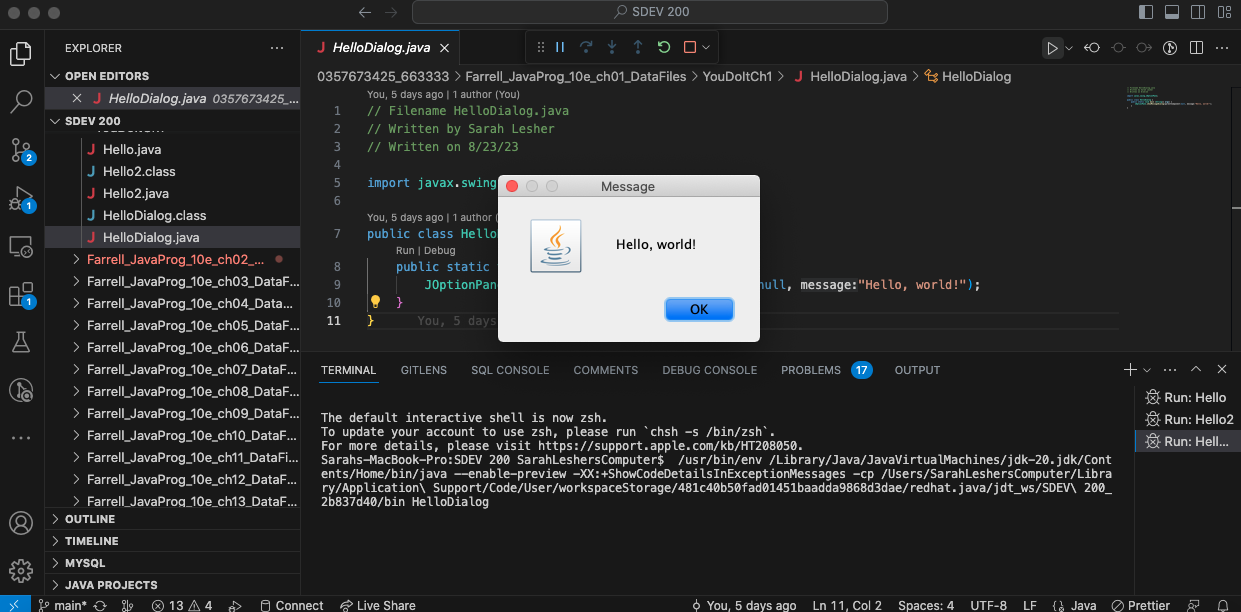 SDEV 200
EXPLORER
OPEN EDITORS
HelloDialog.java 0357673425_...
SDEV 200
Hello.java
Hello2.class
Hello2.java
HelloDialog.class
HelloDialog.java
Farrell_JavaProg_10e_ch02_...
Farrell_JavaProg_10e_ch03_DataF...
Farrell_JavaProg_10e_ch04_Data...
Farrell_JavaProg_10e_ch05_DataF...
Farrell_JavaProg_10e_ch06_DataF...
Farrell_JavaProg_10e_ch07_DataF...
Farrell_JavaProg_10e_ch08_DataF...
Farrell_JavaProg_10e_ch09_DataF...
Farrell_JavaProg_10e_ch10_DataF...
Farrell_JavaProg_10e_ch11_DataFi...
Farrell_JavaProg_10e_ch12_DataF...
Farrell_JavaProg_10e_ch13_DataF...
OUTLINE
TIMELINE
MYSQL
JAVA PROJECTS
2
1
1
HelloDialog.java
0357673425_663333 > Farrell_JavaProg_10e_ch01_DataFiles > YouDoItCh1 > HelloDialog.java > HelloDialog
You, 5 days ago | 1 author (You)
1 // Filename HelloDialog.java
2 // Written by Sarah Lesher
3 // Written on 8/23/23
4
5 import javax.swing
6
You, 5 days ago | 1 author (
7 public class Hello
Run | Debug
8 public static
9 JOptionPan null, message:"Hello, world!");
10 }
11 } You, 5 days
Message
Hello, world!
OK
TERMINAL GITLENS SQL CONSOLE COMMENTS DEBUG CONSOLE PROBLEMS 17 OUTPUT
The default interactive shell is now zsh.
To update your account to use zsh, please run `chsh -s /bin/zsh`.
For more details, please visit https://support.apple.com/kb/HT208050.
Sarahs-MacBook-Pro:SDEV 200 SarahLeshersComputer$  /usr/bin/env /Library/Java/JavaVirtualMachines/jdk-20.jdk/Cont
ents/Home/bin/java --enable-preview -XX:+ShowCodeDetailsInExceptionMessages -cp /Users/SarahLeshersComputer/Libra
ry/Application\ Support/Code/User/workspaceStorage/481c40b50fad01451baadda9868d3dae/redhat.java/jdt_ws/SDEV\ 200_
2b837d40/bin HelloDialog
Run: Hello
Run: Hello2
Run: Hell...
main* 13 4 Connect Live Share You, 5 days ago Ln 11, Col 2 Spaces: 4 UTF-8 LF Java Prettier